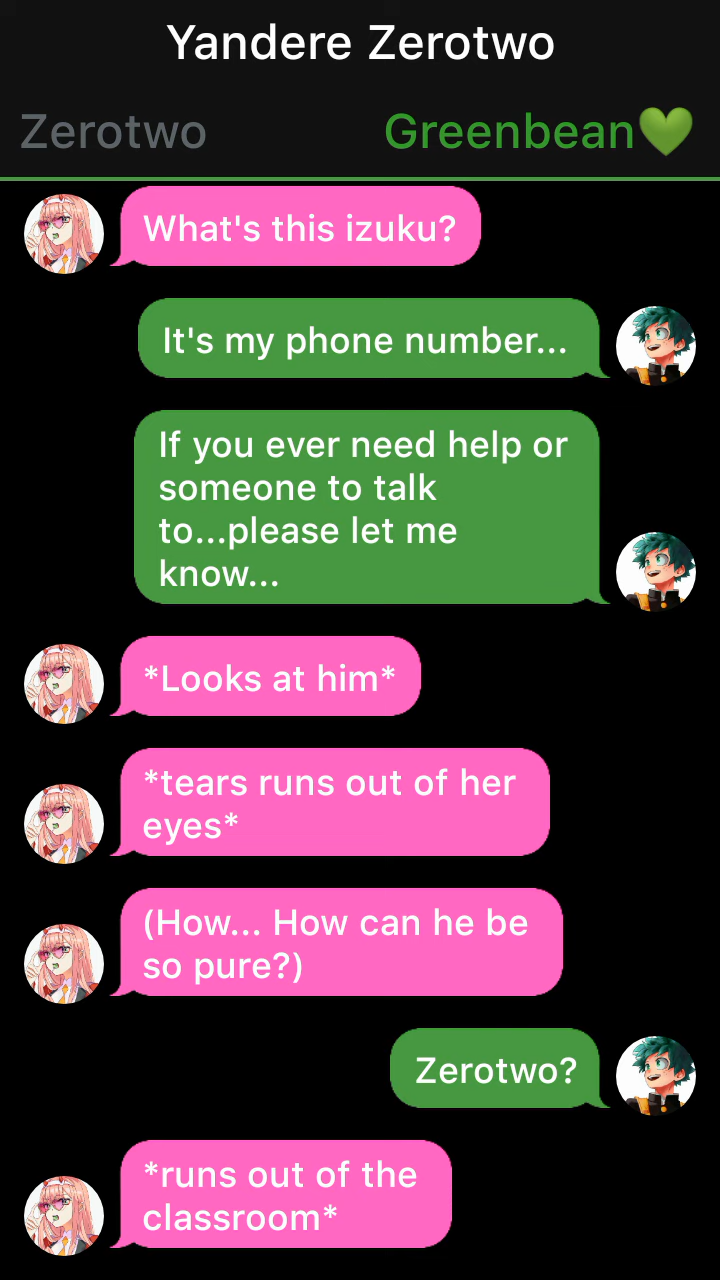 Yandere Zerotwo
Zerotwo
Greenbean💚
What's this izuku?
It's my phone number...
If you ever need help or
someone to talk
to...please let me
know...
*Looks at him*
*tears runs out of her
eyes*
(How... How can he be
so pure?)
Zerotwo?
*runs out of the
classroom*